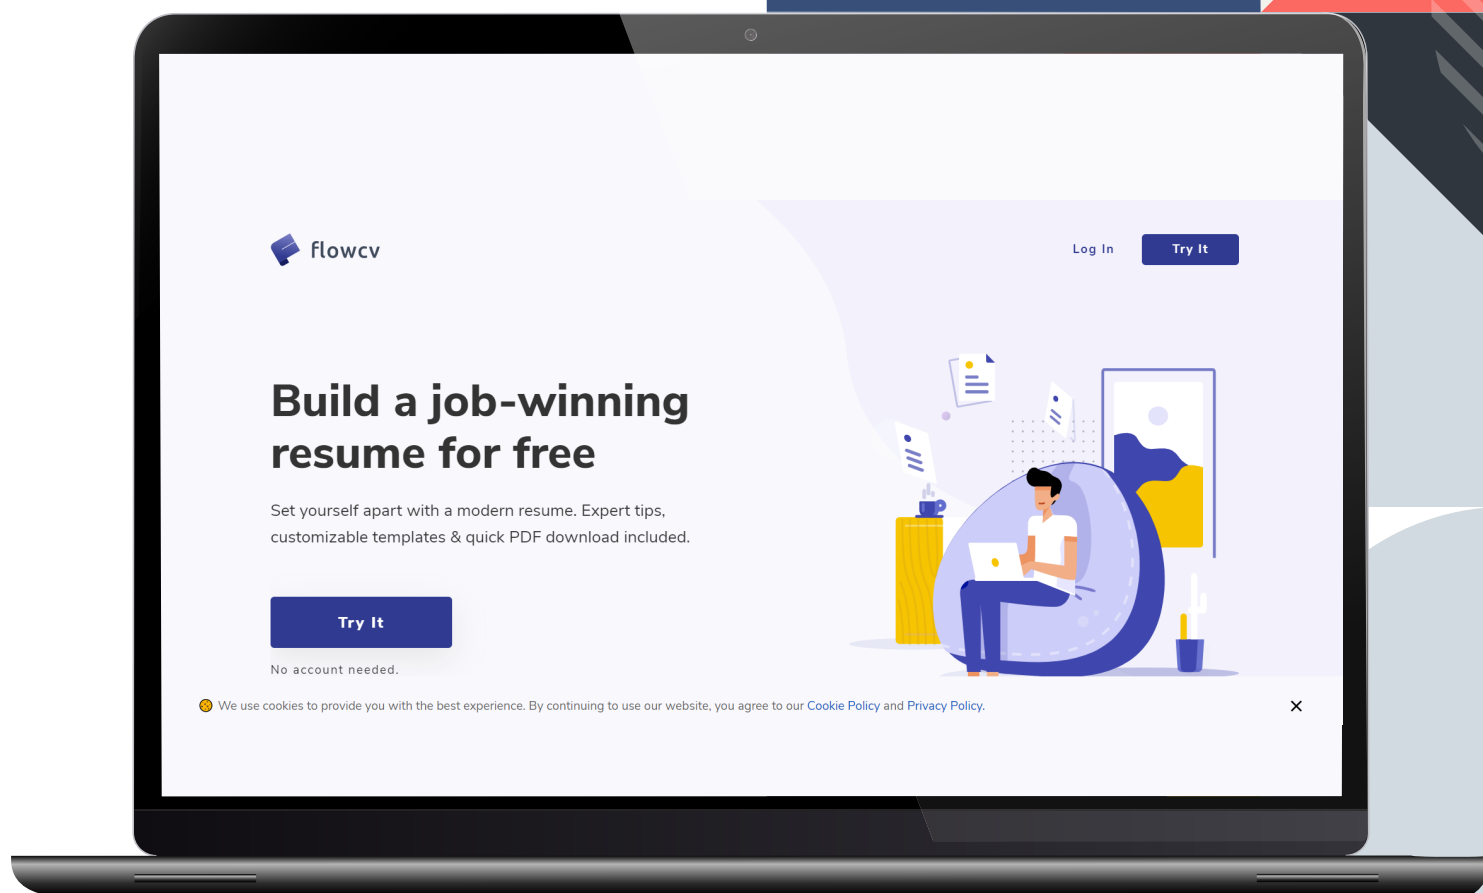 flowcv
Log In
Try It
Build a job-winning
resume for free
Set yourself apart with a modern resume. Expert tips,
customizable templates & quick PDF download included.
Try It
No account needed.
We use cookies to provide you with the best experience. By continuing to use our website, you agree to our Cookie Policy and Privacy Policy.